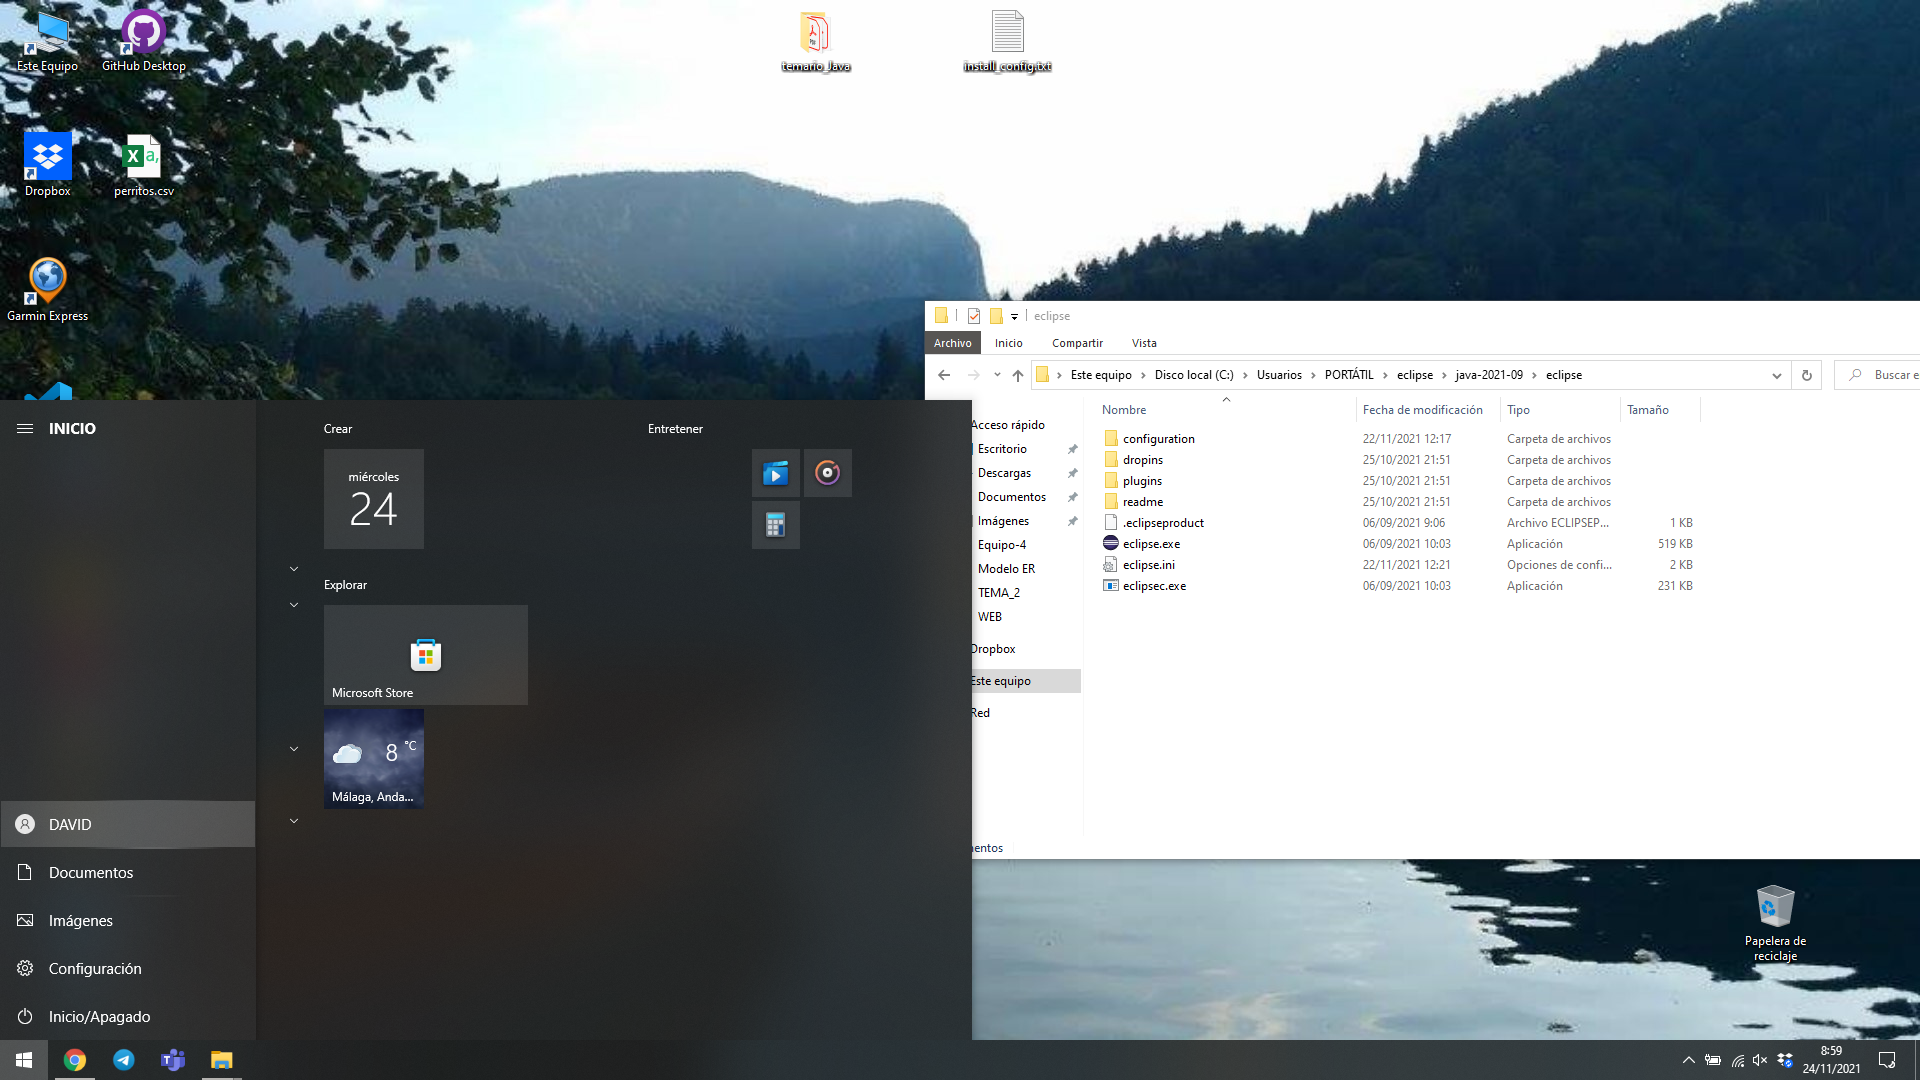 Este Equipo
GitHub Desktop
temario_Java
install_config.txt
Dropbox
perritos.csv
Garmin Express
eclipse
Archivo
Inicio
Compartir
Vista
Este equipo
Disco local (C:)
Usuarios
PORTÁTIL
eclipse
java-2021-09
eclipse
Buscar e
Nombre
Fecha de modificación
Tipo
Tamaño
Acceso rápido
Escritorio
Descargas
Documentos
Imágenes
Equipo-4
Modelo ER
TEMA_2
WEB
Dropbox
Este equipo
Red
configuration 22/11/2021 12:17 Carpeta de archivos
dropins 25/10/2021 21:51 Carpeta de archivos
plugins 25/10/2021 21:51 Carpeta de archivos
readme 25/10/2021 21:51 Carpeta de archivos
.eclipseproduct 06/09/2021 9:06 Archivo ECLIPSEP... 1 KB
eclipse.exe 06/09/2021 10:03 Aplicación 519 KB
eclipse.ini 22/11/2021 12:21 Opciones de confi... 2 KB
eclipsec.exe 06/09/2021 10:03 Aplicación 231 KB
entos
INICIO
Crear
Entretener
miércoles
24
Explorar
Microsoft Store
8 °C
Málaga, Anda...
DAVID
Documentos
Imágenes
Configuración
Inicio/Apagado
Papelera de
reciclaje
8:59
24/11/2021